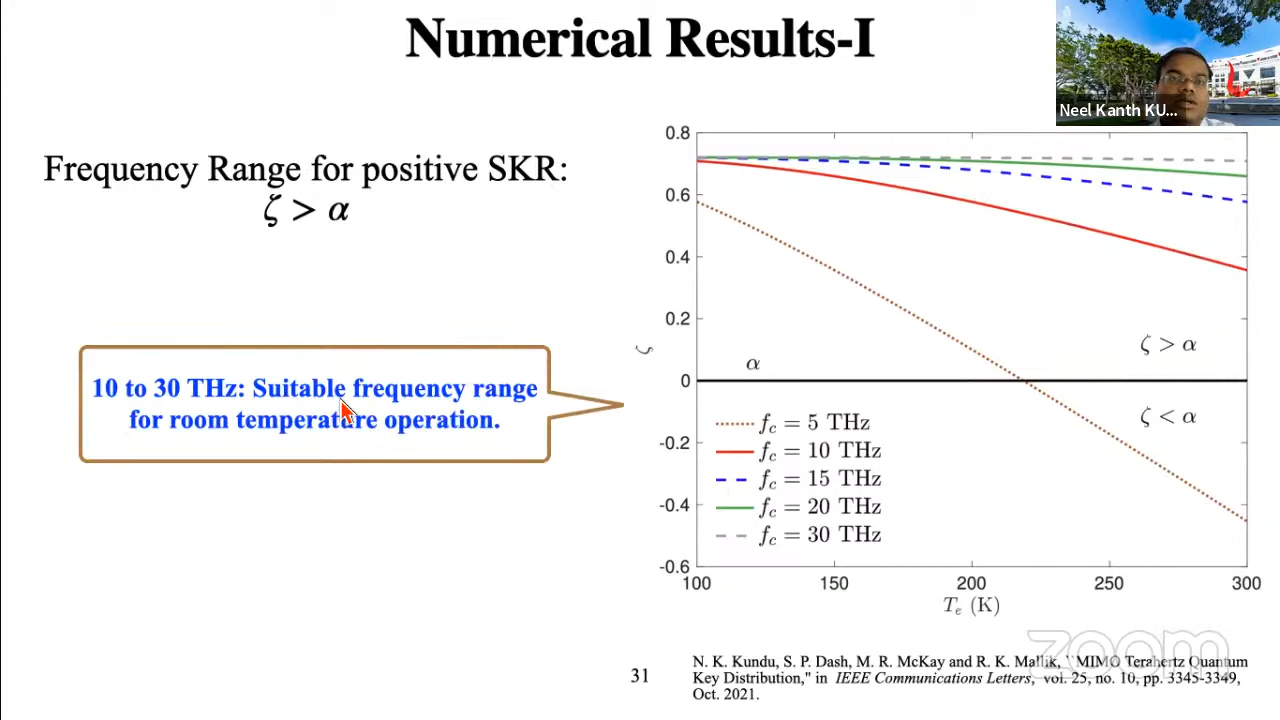 Numerical Results-I
Neel Kanth KU...
Frequency Range for positive SKR:
ζ > α
10 to 30 THz: Suitable frequency range
for room temperature operation.
0.8
0.6
0.4
0.2
0
-0.2
-0.4
-0.6
ζ
α
ζ > α
ζ < α
f_c = 5 THz
f_c = 10 THz
f_c = 15 THz
f_c = 20 THz
f_c = 30 THz
100 150 200 250 300
T_e (K)
zoom
31
N. K. Kundu, S. P. Dash, M. R. McKay and R. K. Mallik, ``MIMO Terahertz Quantum
Key Distribution," in IEEE Communications Letters, vol. 25, no. 10, pp. 3345-3349,
Oct. 2021.